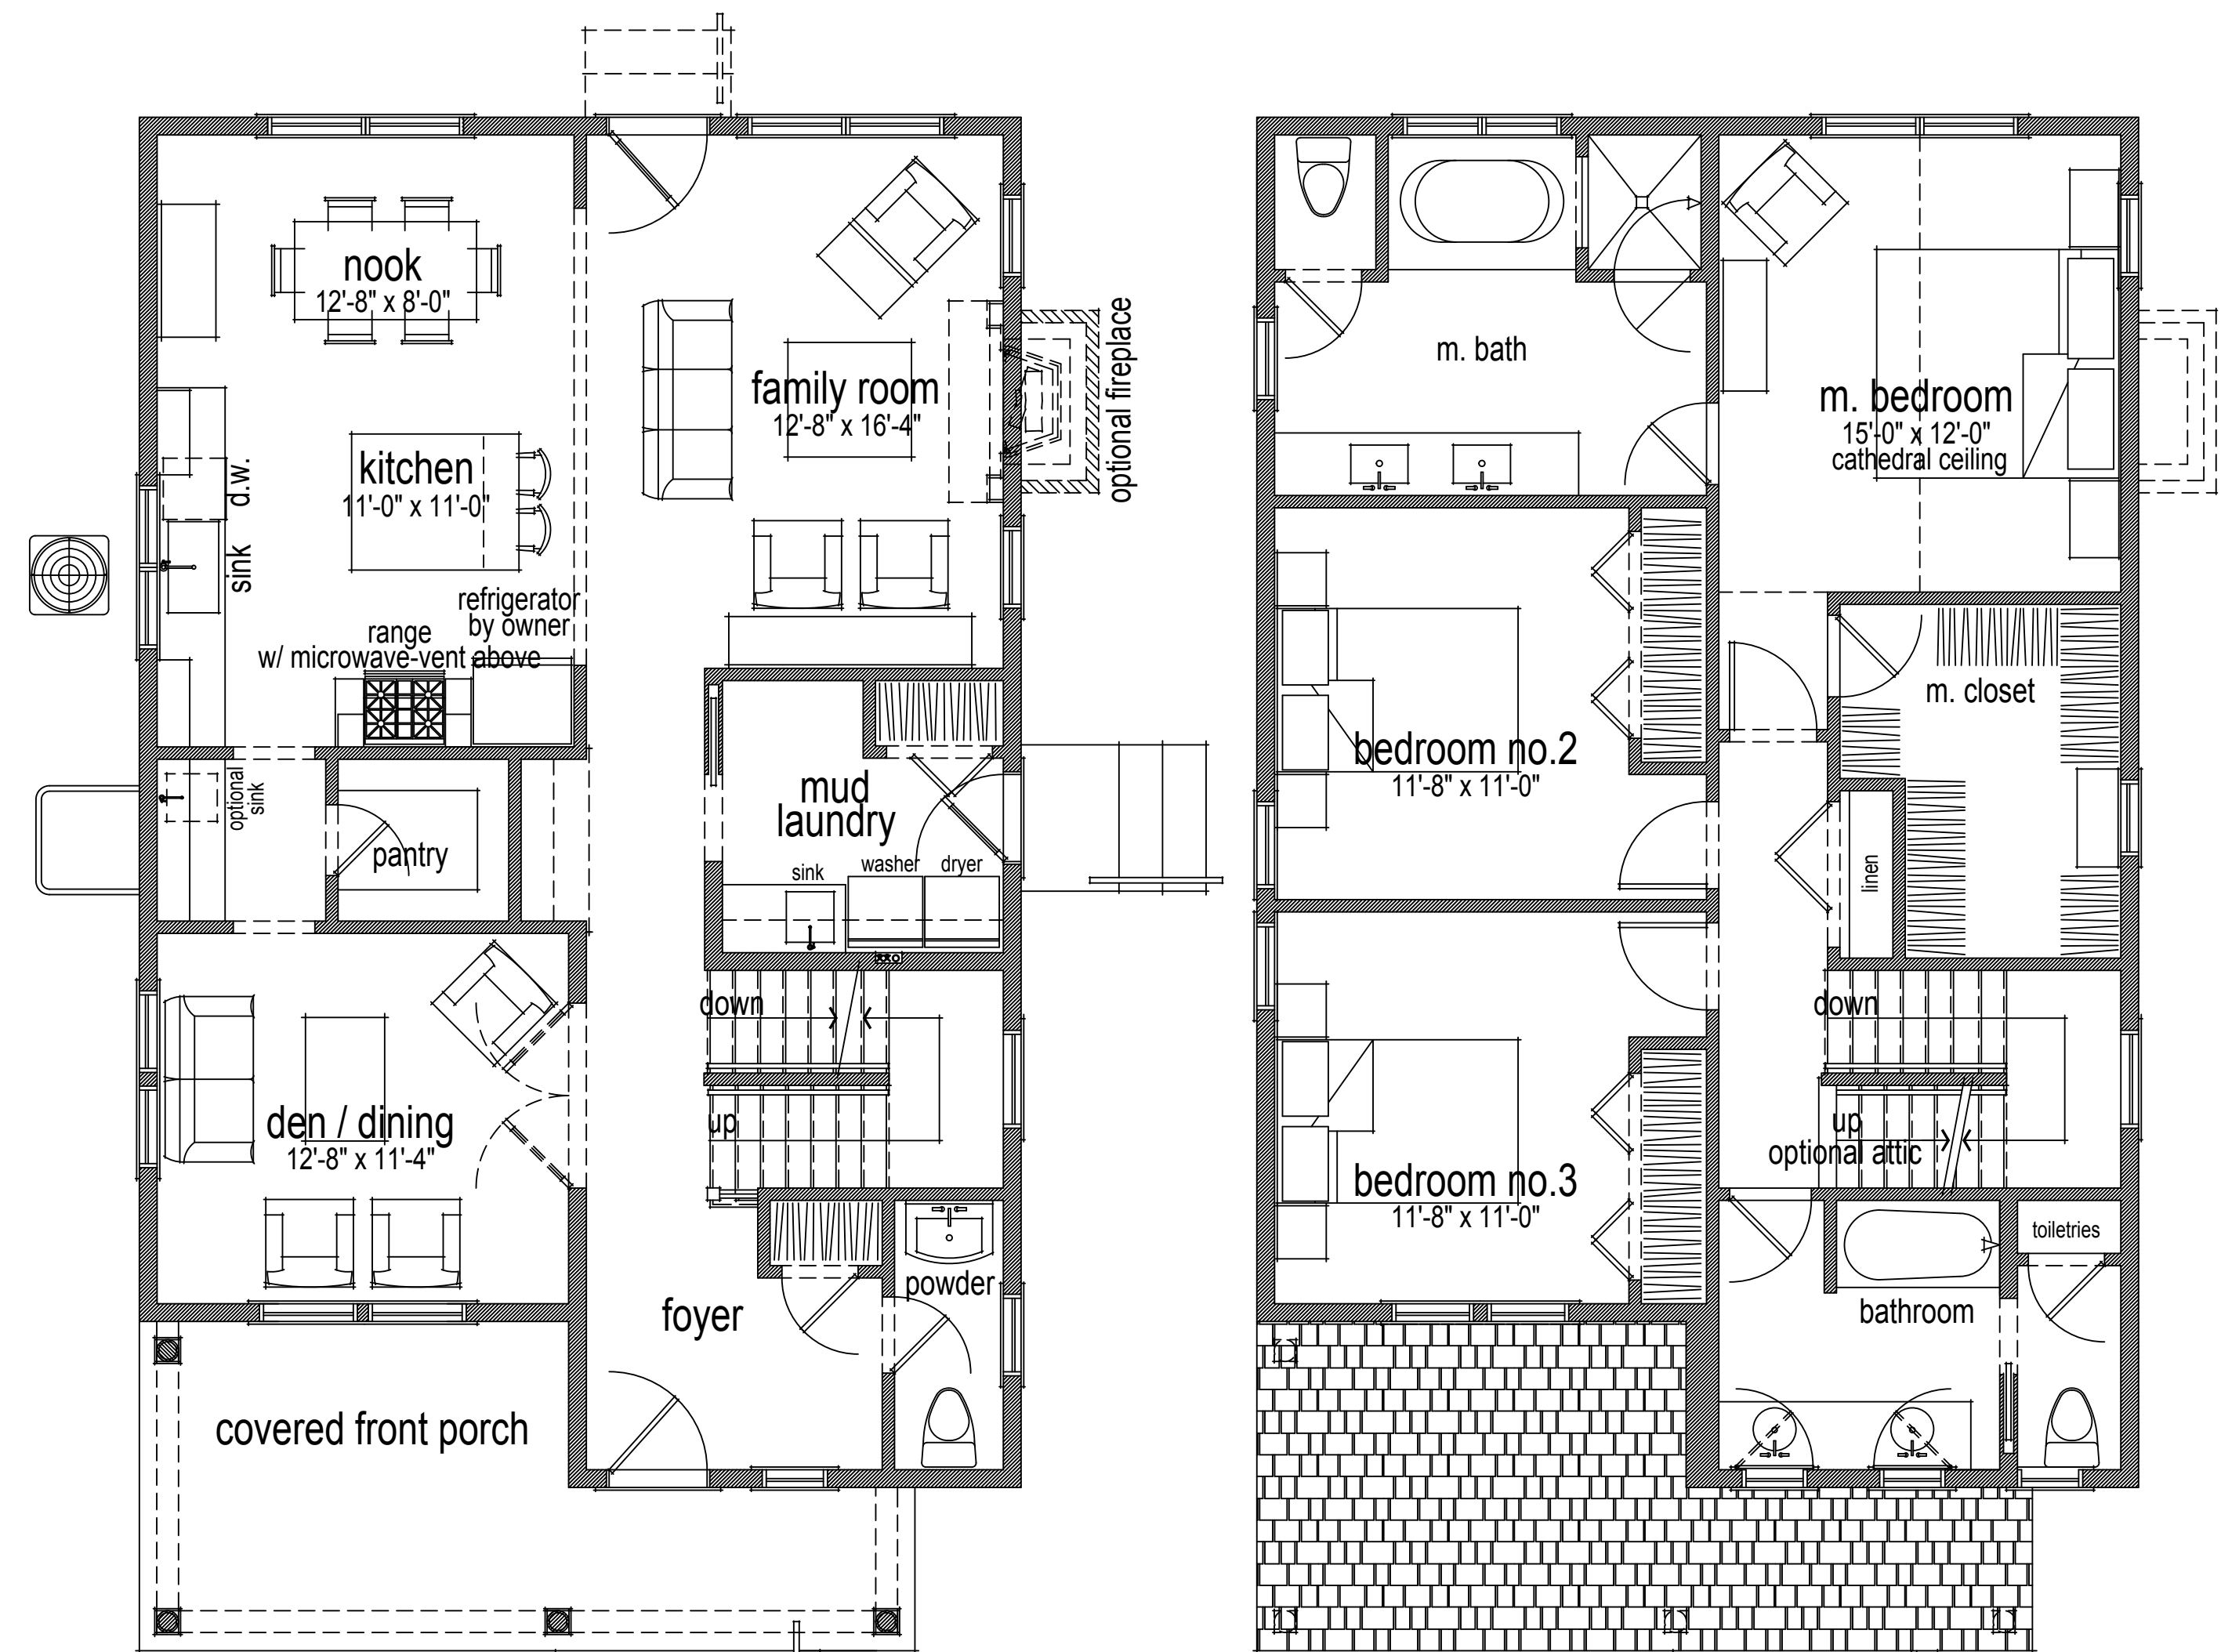 nook
12'-8" x 8'-0"
family room
12'-8" x 16'-4"
optional fireplace
kitchen
11'-0" x 11'-0"
d.w.
sink
refrigerator
by owner
range
w/ microwave-vent above
optional
sink
pantry
mud
laundry
sink
washer
dryer
down
up
den / dining
12'-8" x 11'-4"
foyer
powder
covered front porch
m. bath
m. bedroom
15'-0" x 12'-0"
cathedral ceiling
m. closet
bedroom no.2
11'-8" x 11'-0"
linen
down
up
optional attic
bedroom no.3
11'-8" x 11'-0"
toiletries
bathroom